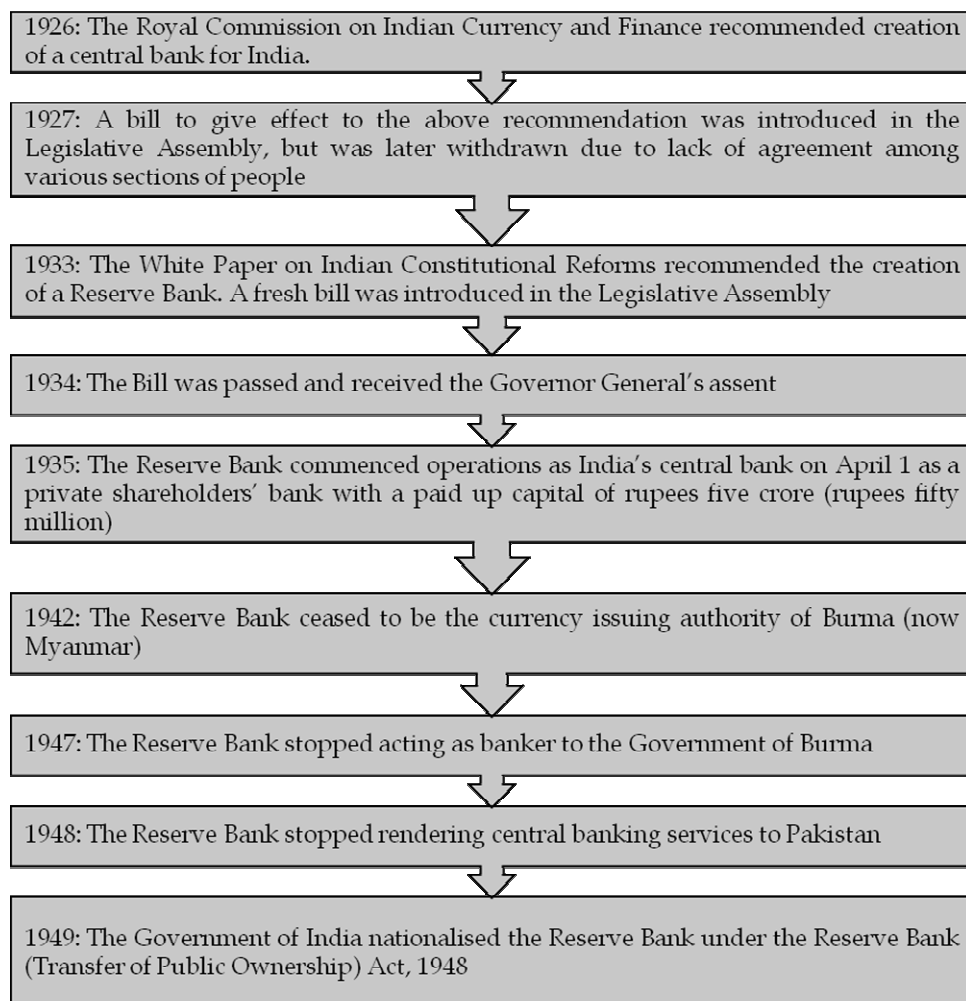 1926: The Royal Commission on Indian Currency and Finance recommended creation
of a central bank for India.
1927: A bill to give effect to the above recommendation was introduced in the
Legislative Assembly, but was later withdrawn due to lack of agreement among
various sections of people
1933: The White Paper on Indian Constitutional Reforms recommended the creation
of a Reserve Bank. A fresh bill was introduced in the Legislative Assembly
1934: The Bill was passed and received the Governor General's assent
1935: The Reserve Bank commenced operations as India's central bank on April 1 as a
private shareholders' bank with a paid up capital of rupees five crore (rupees fifty
million)
1942: The Reserve Bank ceased to be the currency issuing authority of Burma (now
Myanmar)
1947: The Reserve Bank stopped acting as banker to the Government of Burma
1948: The Reserve Bank stopped rendering central banking services to Pakistan
1949: The Government of India nationalised the Reserve Bank under the Reserve Bank
(Transfer of Public Ownership) Act, 1948